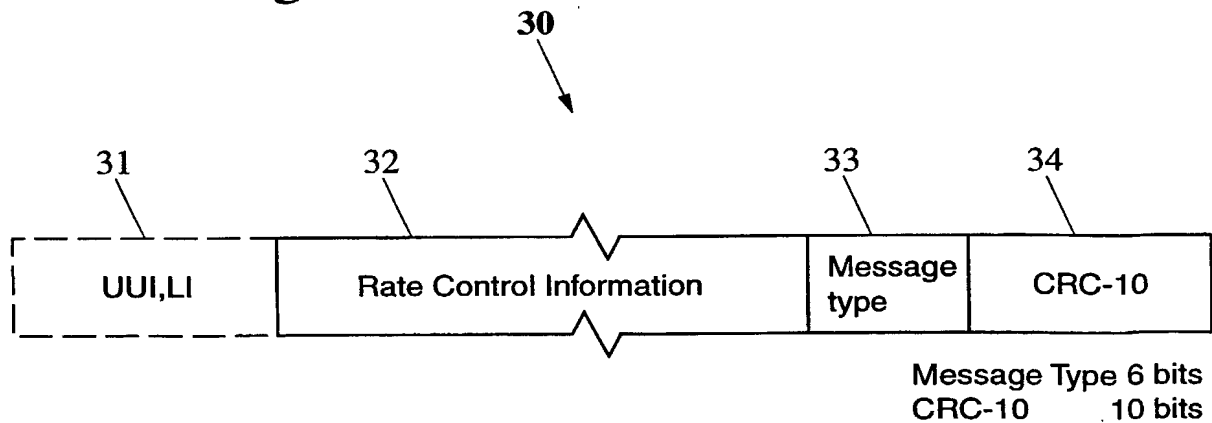 30
31 32 33 34
UUI,LI Rate Control Information Message type CRC-10
Message Type 6 bits
CRC-10 10 bits